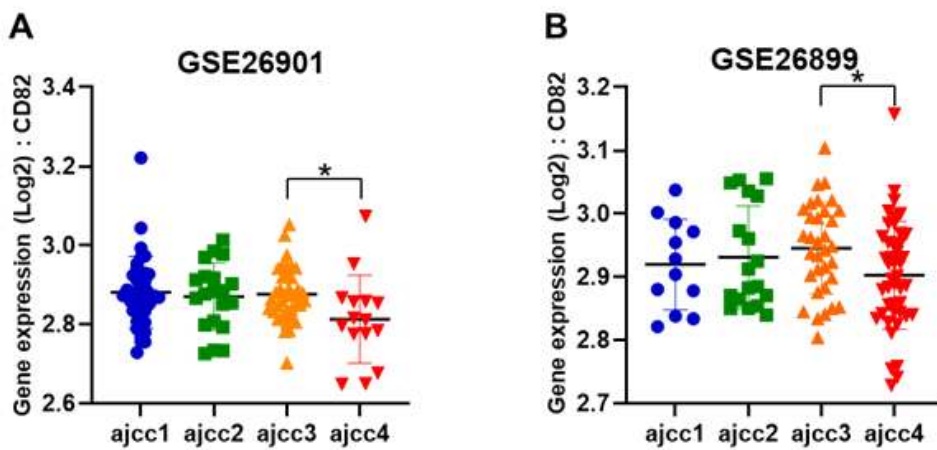 A
GSE26901
Gene expression (Log2) : CD82
3.4
3.2
3.0
2.8
2.6
*
ajcc1 ajcc2 ajcc3 ajcc4
B
GSE26899
Gene expression (Log2) : CD82
3.2
3.1
3.0
2.9
2.8
2.7
*
ajcc1 ajcc2 ajcc3 ajcc4